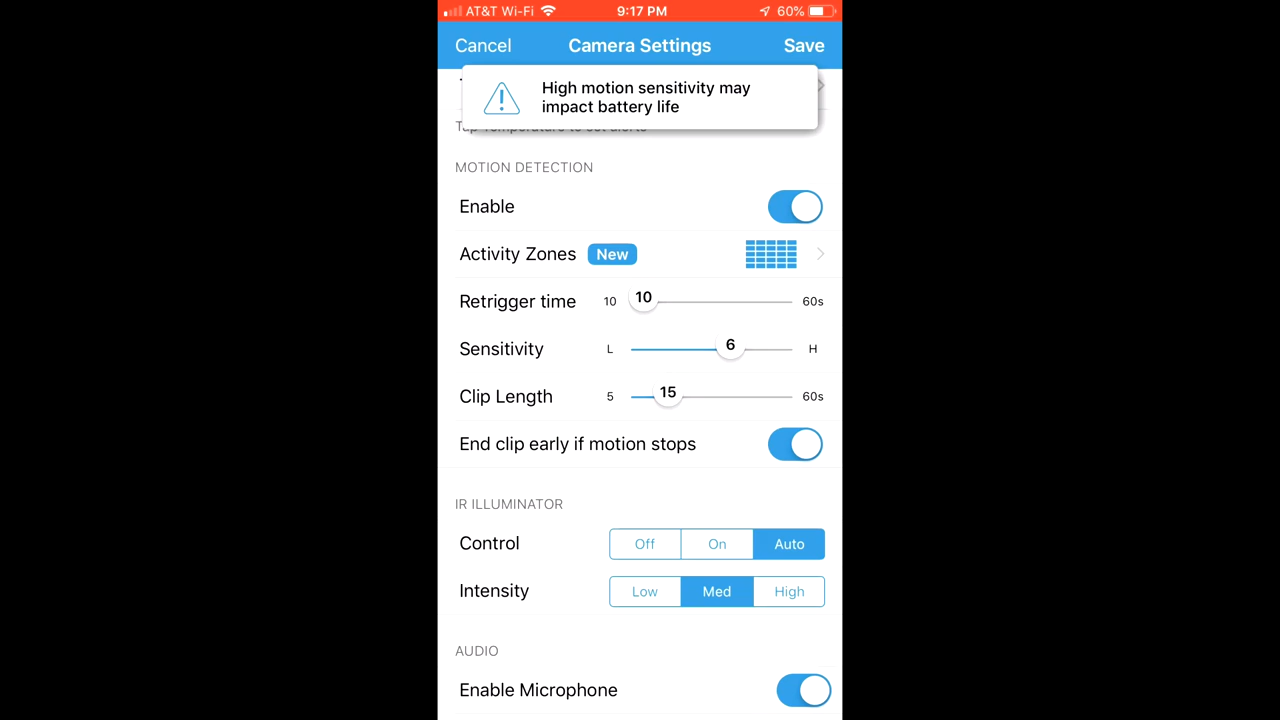 AT&T Wi-Fi 9:17 PM 60%
Cancel Camera Settings Save
High motion sensitivity may
impact battery life
MOTION DETECTION
Enable
Activity Zones New
Retrigger time 10 10 60s
Sensitivity L 6 H
Clip Length 5 15 60s
End clip early if motion stops
IR ILLUMINATOR
Control Off On Auto
Intensity Low Med High
AUDIO
Enable Microphone